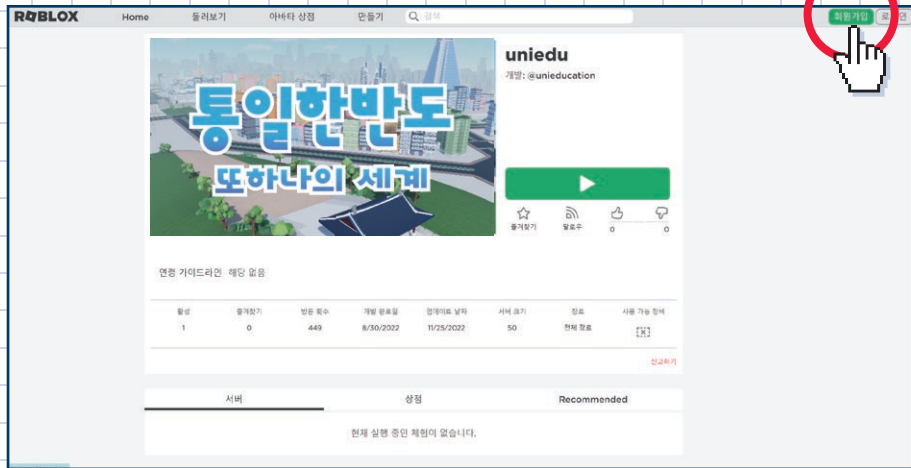 ROBLOX Home 둘러보기 아바타 상점 만들기 검색 회원가입
통일한반도
또하나의 세계
uniedu
개발: @unieducation
즐겨찾기 팔로우 0 0
연령 가이드라인 해당 없음
활성 즐겨찾기 방문 횟수 개발 완료일 업데이트 날짜 서버 크기 장르 사용 가능 장비
1 0 449 8/30/2022 11/25/2022 50 전체 장르
신고하기
서버 상점 Recommended
현재 실행 중인 체험이 없습니다.